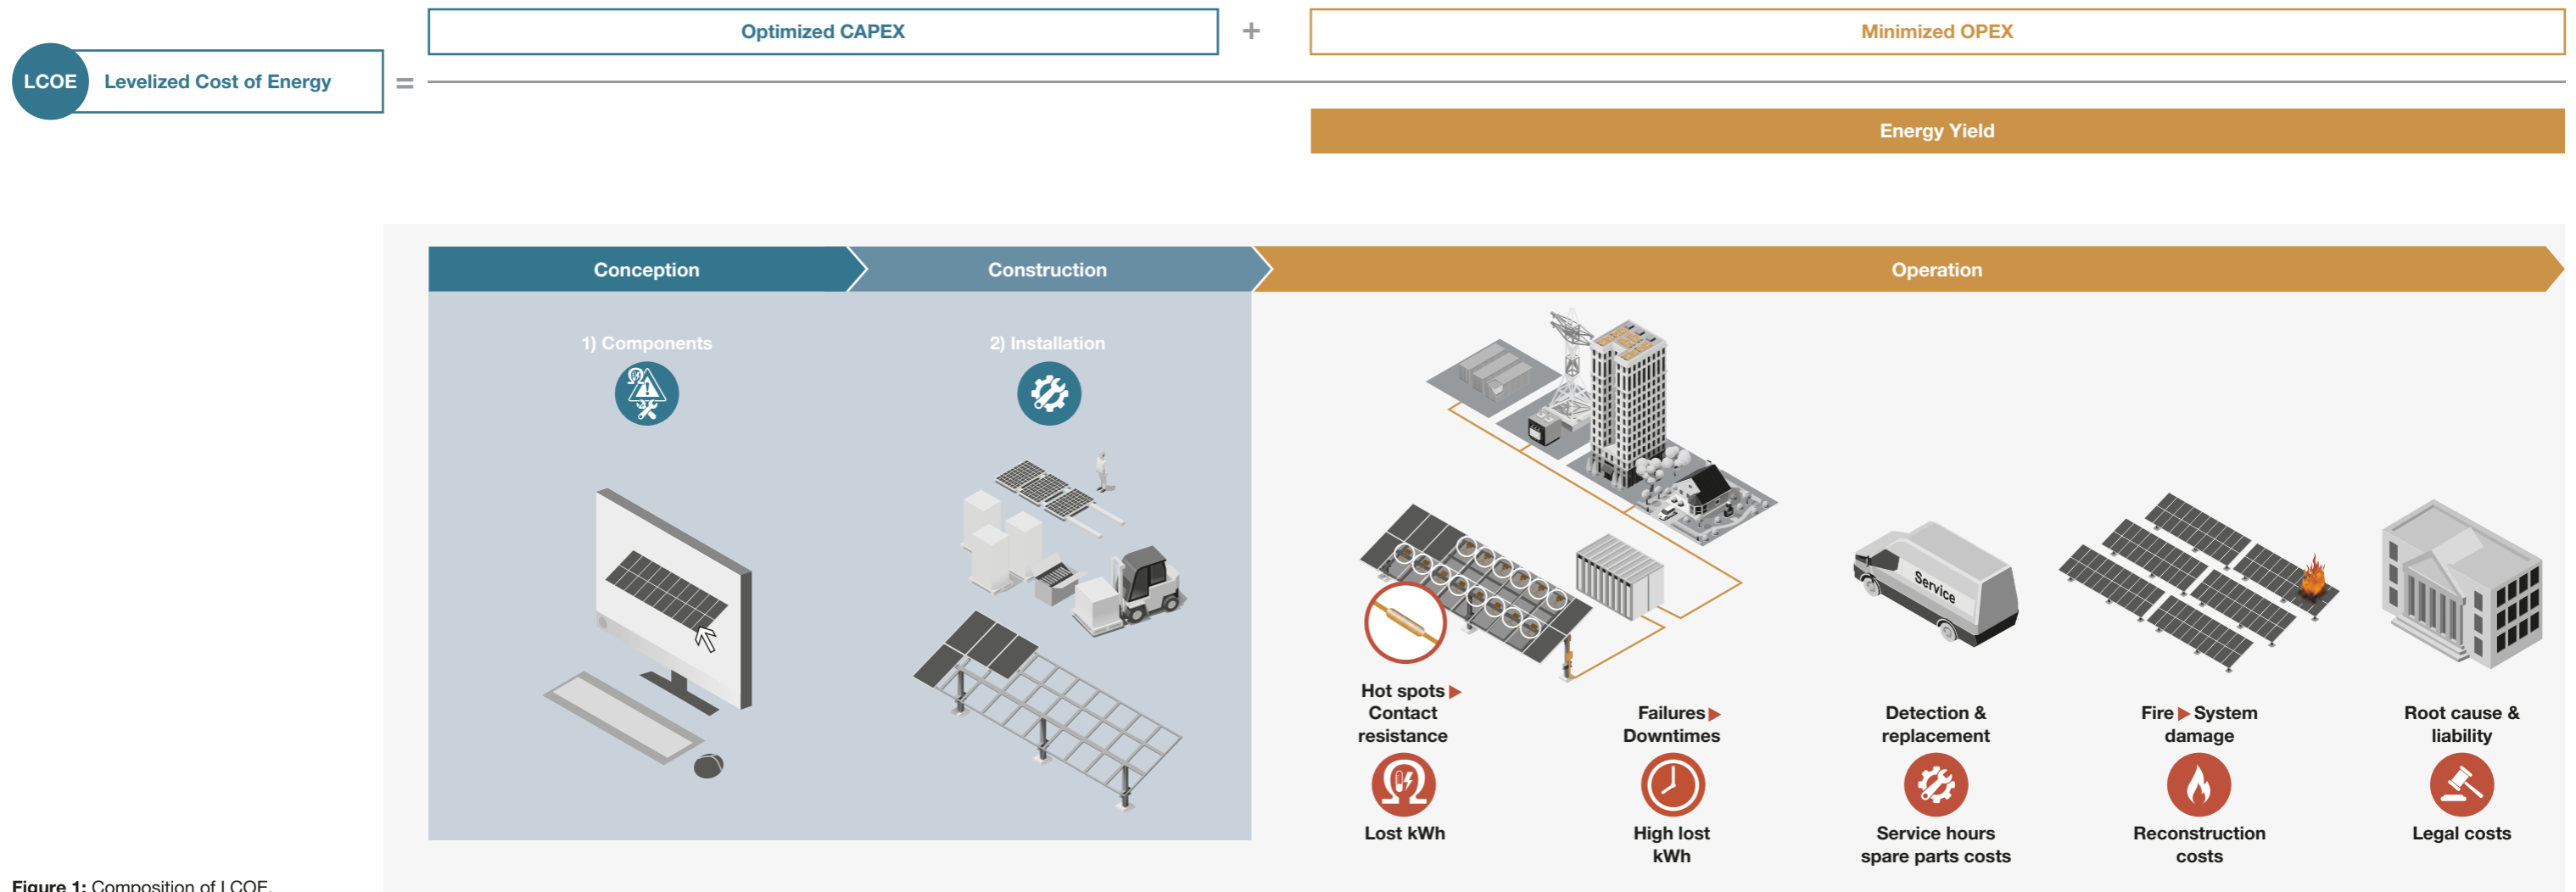 Optimized CAPEX
+
Minimized OPEX
LCOE
Levelized Cost of Energy
=
Energy Yield
Conception
Construction
Operation
1) Components
2) Installation
Service
Hot spots ▶
Contact
resistance
Lost kWh
Failures ▶
Downtimes
High lost
kWh
Detection &
replacement
Service hours
spare parts costs
Fire ▶ System
damage
Reconstruction
costs
Root cause &
liability
Legal costs
Figure 1: Composition of LCOE.